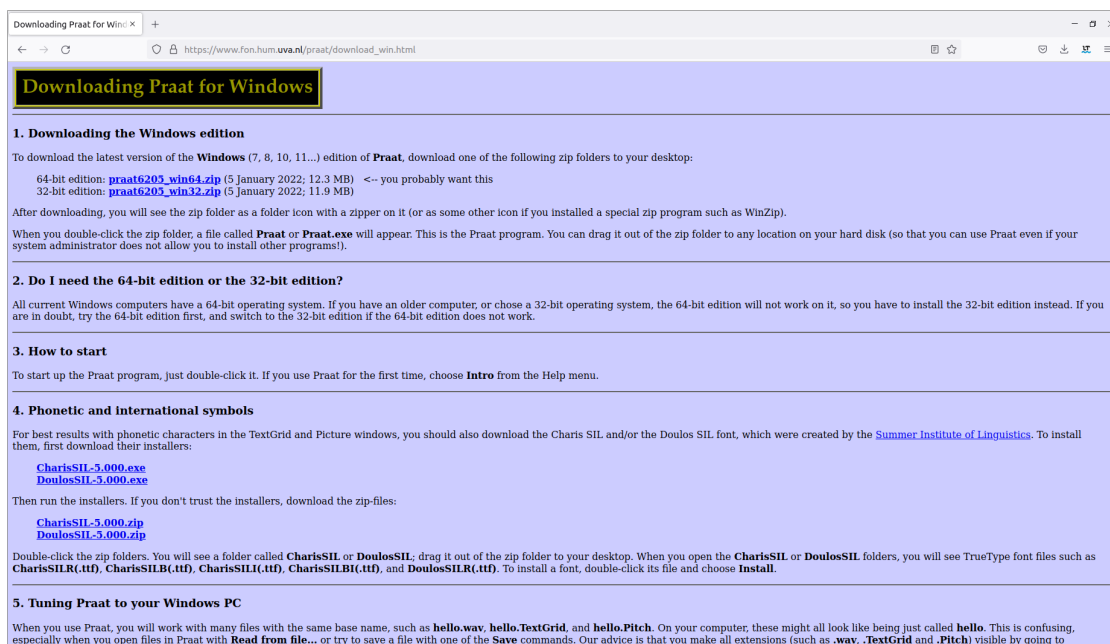 Downloading Praat for Wind
https://www.fon.hum.uva.nl/praat/download_win.html
Downloading Praat for Windows
1. Downloading the Windows edition
To download the latest version of the Windows (7, 8, 10, 11...) edition of Praat, download one of the following zip folders to your desktop:
64-bit edition: praat6205_win64.zip (5 January 2022; 12.3 MB) <-- you probably want this
32-bit edition: praat6205_win32.zip (5 January 2022; 11.9 MB)
After downloading, you will see the zip folder as a folder icon with a zipper on it (or as some other icon if you installed a special zip program such as WinZip).
When you double-click the zip folder, a file called Praat or Praat.exe will appear. This is the Praat program. You can drag it out of the zip folder to any location on your hard disk (so that you can use Praat even if your
system administrator does not allow you to install other programs!).
2. Do I need the 64-bit edition or the 32-bit edition?
All current Windows computers have a 64-bit operating system. If you have an older computer, or chose a 32-bit operating system, the 64-bit edition will not work on it, so you have to install the 32-bit edition instead. If you
are in doubt, try the 64-bit edition first, and switch to the 32-bit edition if the 64-bit edition does not work.
3. How to start
To start up the Praat program, just double-click it. If you use Praat for the first time, choose Intro from the Help menu.
4. Phonetic and international symbols
For best results with phonetic characters in the TextGrid and Picture windows, you should also download the Charis SIL and/or the Doulos SIL font, which were created by the Summer Institute of Linguistics. To install
them, first download their installers:
CharisSIL-5.000.exe
DoulosSIL-5.000.exe
Then run the installers. If you don't trust the installers, download the zip-files:
CharisSIL-5.000.zip
DoulosSIL-5.000.zip
Double-click the zip folders. You will see a folder called CharisSIL or DoulosSIL; drag it out of the zip folder to your desktop. When you open the CharisSIL or DoulosSIL folders, you will see TrueType font files such as
CharisSILR(.ttf), CharisSILB(.ttf), CharisSILI(.ttf), CharisSILBI(.ttf), and DoulosSILR(.ttf). To install a font, double-click its file and choose Install.
5. Tuning Praat to your Windows PC
When you use Praat, you will work with many files with the same base name, such as hello.wav, hello.TextGrid, and hello.Pitch. On your computer, these might all look like being just called hello. This is confusing,
especially when you open files in Praat with Read from file... or try to save a file with one of the Save commands. Our advice is that you make all extensions (such as .wav, .TextGrid and .Pitch) visible by going to